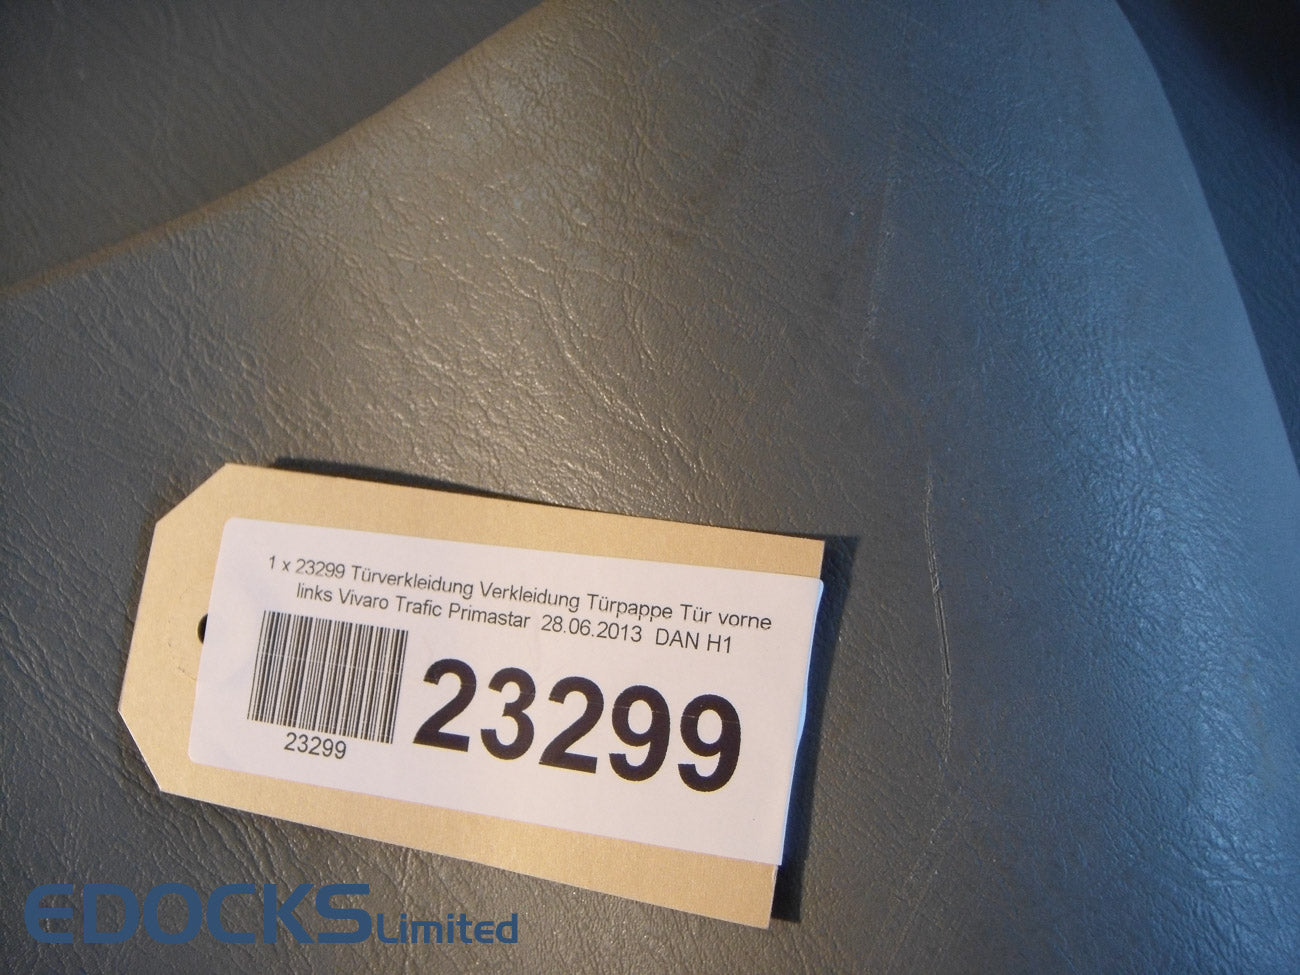 1 x 23299 Türverkleidung Verkleidung Türpappe Tür vorne
links Vivaro Trafic Primastar 28.06.2013 DAN H1
23299
23299
EDOCKS Limited